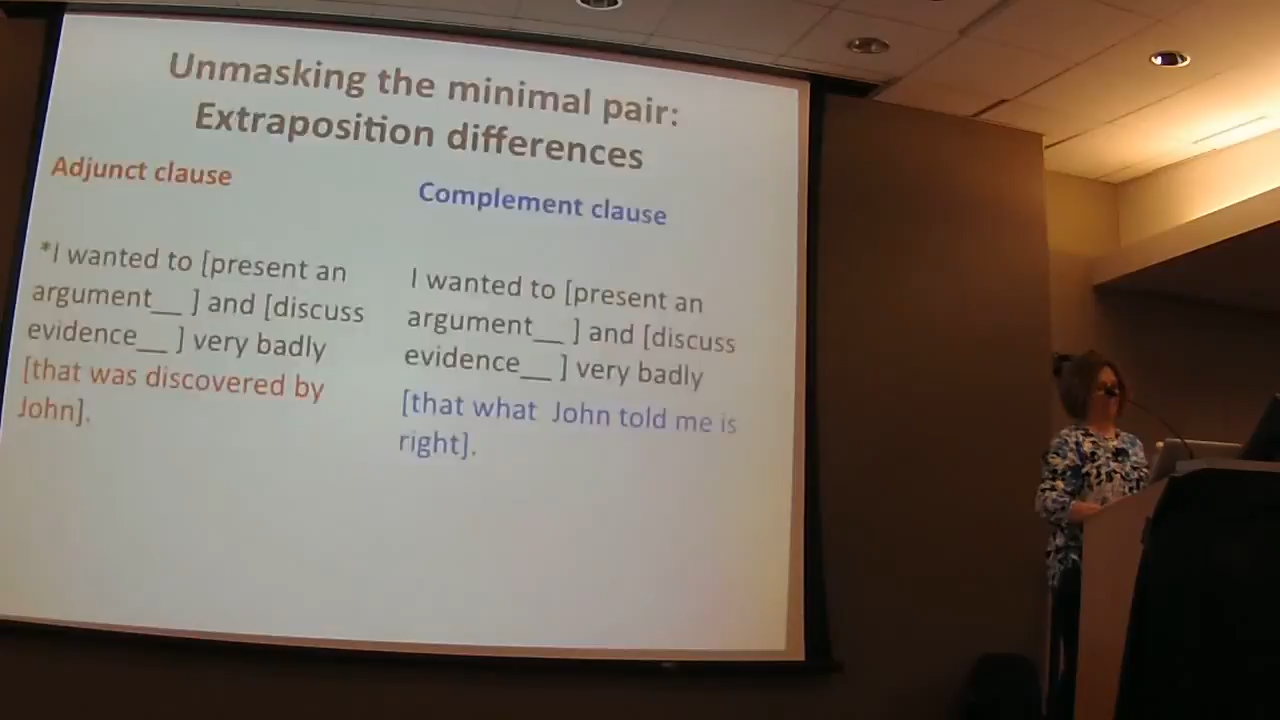 Unmasking the minimal pair:
Extraposition differences
Adjunct clause
*I wanted to [present an
argument__ ] and [discuss
evidence__ ] very badly
[that was discovered by
John].
Complement clause
I wanted to [present an
argument__ ] and [discuss
evidence__ ] very badly
[that what John told me is
right].